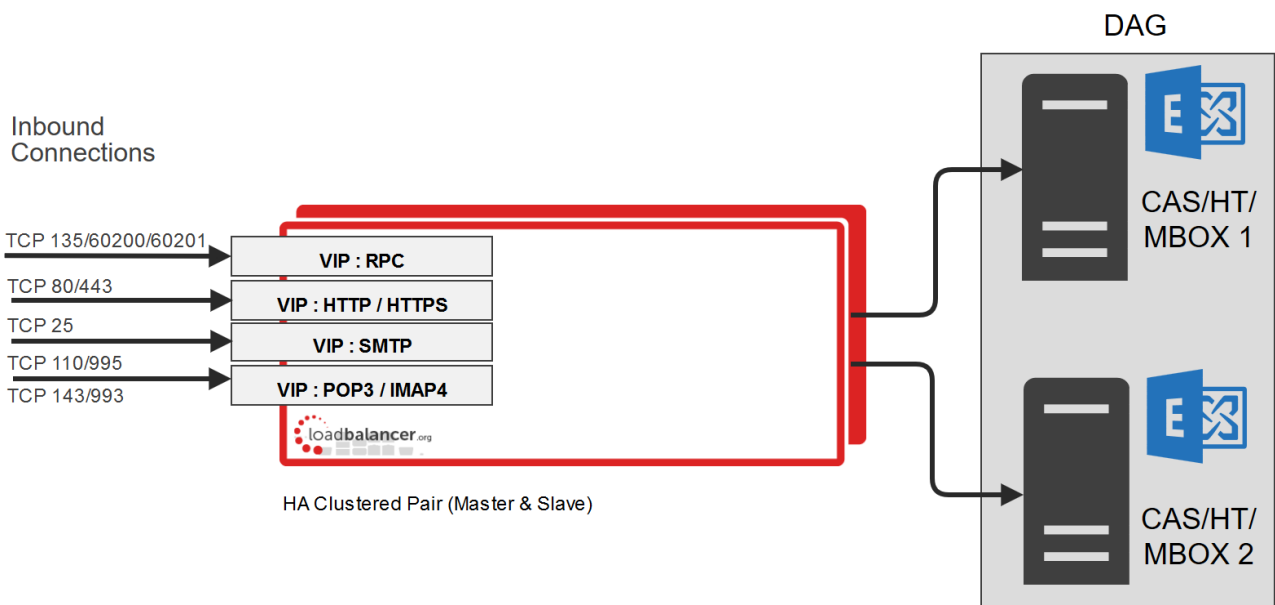 DAG
Inbound
Connections
TCP 135/60200/60201
VIP : RPC
TCP 80/443
VIP : HTTP / HTTPS
TCP 25
VIP : SMTP
TCP 110/995
VIP : POP3 / IMAP4
TCP 143/993
loadbalancer.org
HA Clustered Pair (Master & Slave)
E
CAS/HT/
MBOX 1
E
CAS/HT/
MBOX 2